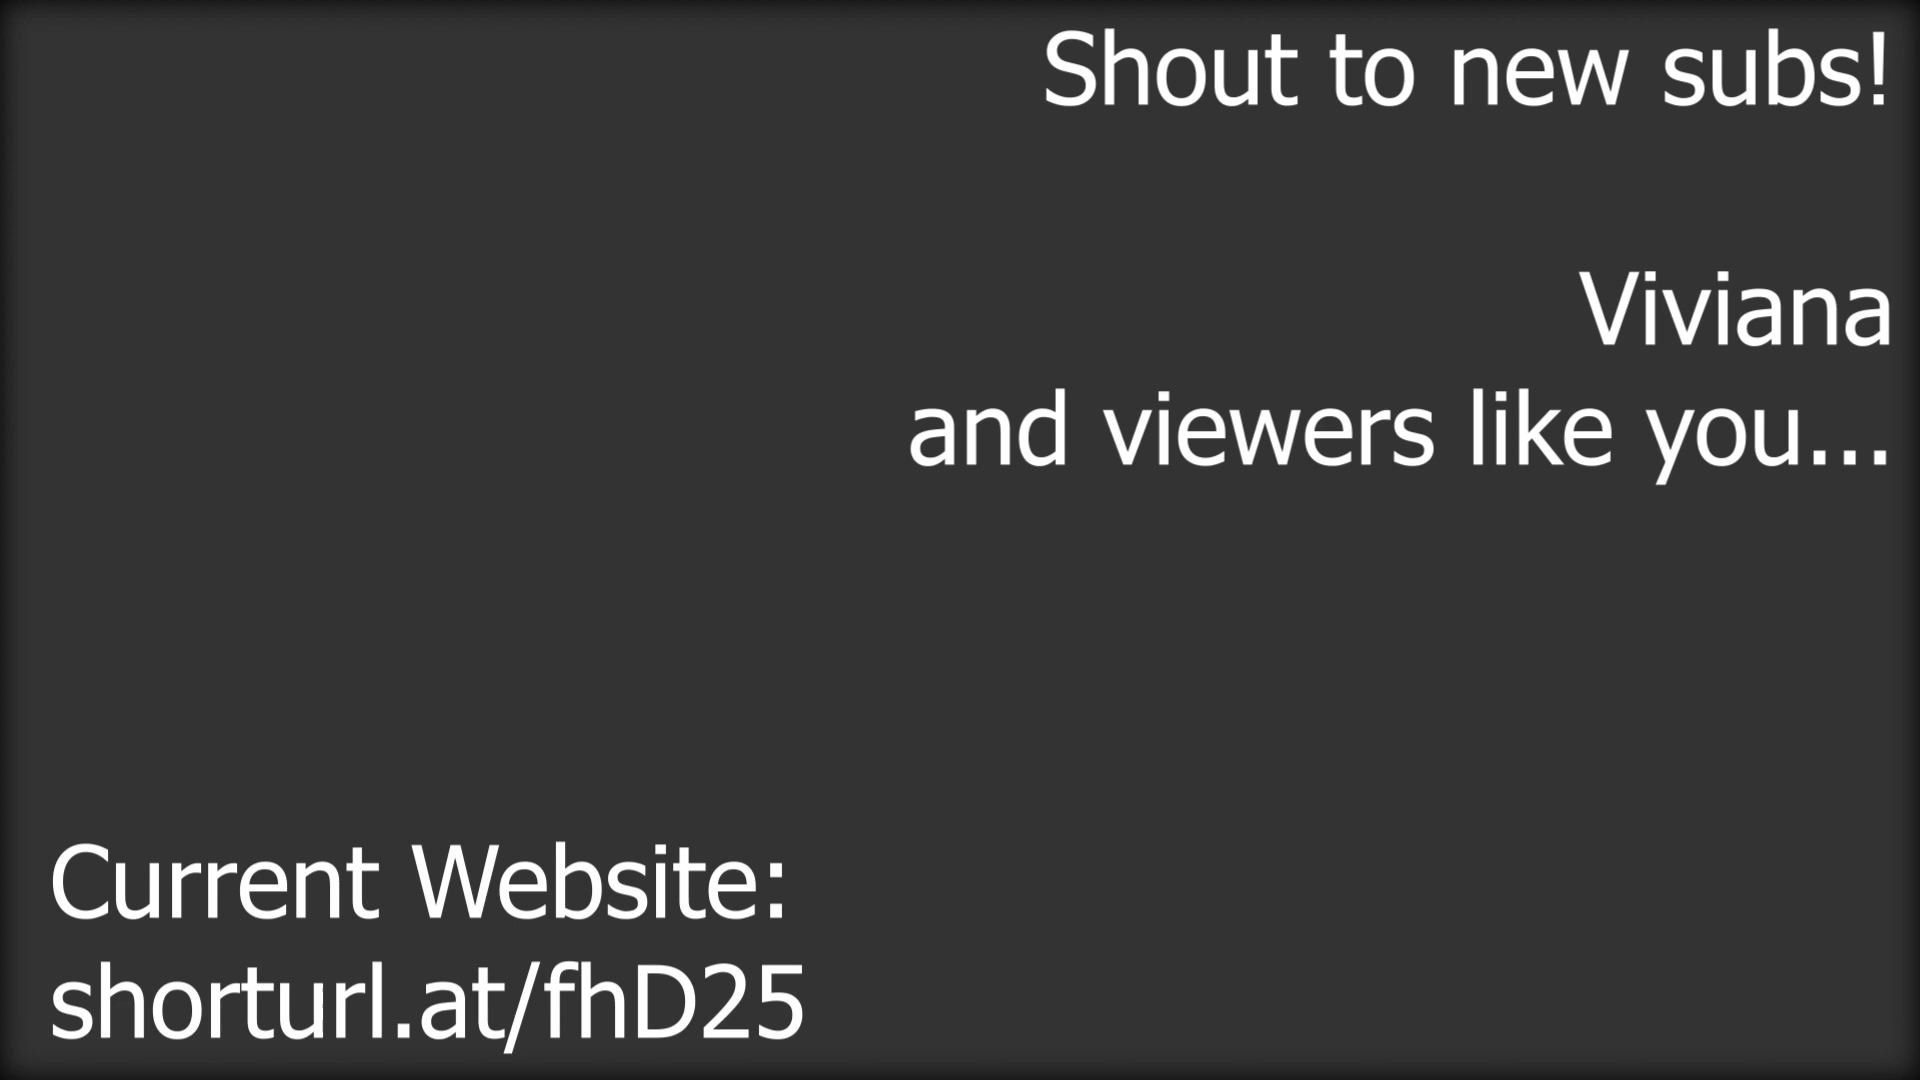 Shout to new subs!
Viviana
and viewers like you...
Current Website:
shorturl.at/fhD25